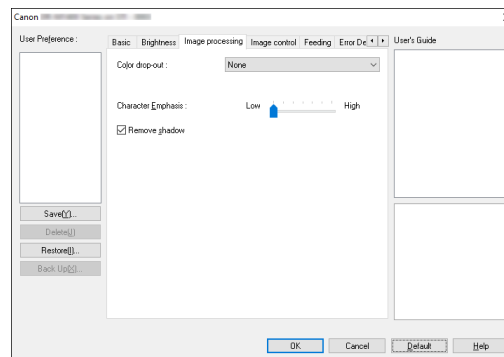 Canon
User Preference :
Basic Brightness Image processing Image control Feeding Error De
User's Guide
Color drop-out : None
Character Emphasis : Low High
Remove shadow
Save(Y)...
Delete(J)
Restore(I)...
Back Up(X)...
OK Cancel Default Help